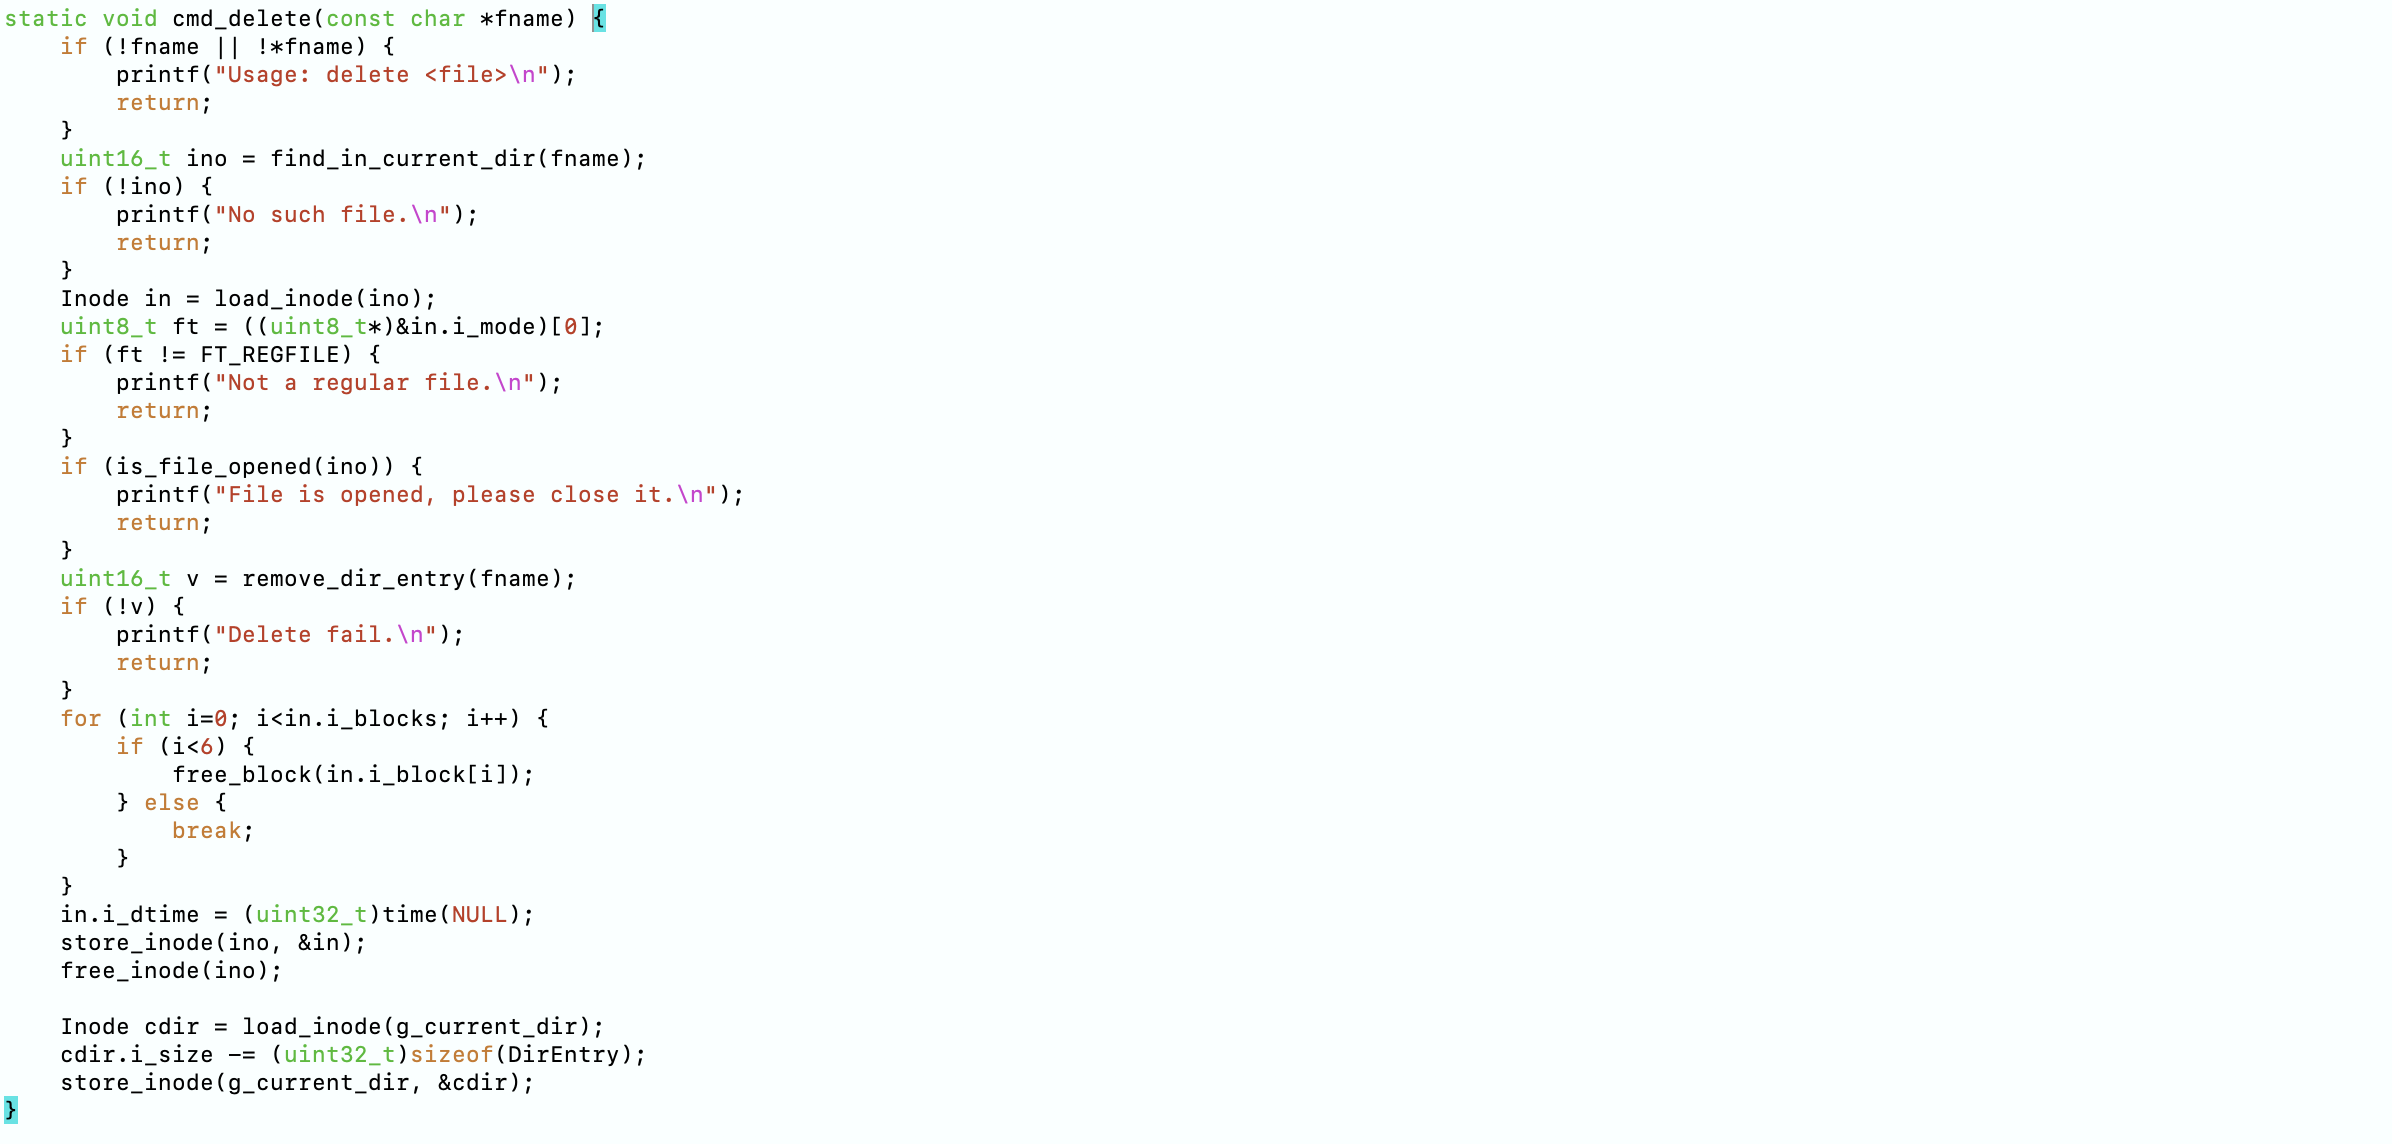 static void cmd_delete(const char *fname) {
    if (!fname || !*fname) {
        printf("Usage: delete <file>\n");
        return;
    }
    uint16_t ino = find_in_current_dir(fname);
    if (!ino) {
        printf("No such file.\n");
        return;
    }
    Inode in = load_inode(ino);
    uint8_t ft = ((uint8_t*)&in.i_mode)[0];
    if (ft != FT_REGFILE) {
        printf("Not a regular file.\n");
        return;
    }
    if (is_file_opened(ino)) {
        printf("File is opened, please close it.\n");
        return;
    }
    uint16_t v = remove_dir_entry(fname);
    if (!v) {
        printf("Delete fail.\n");
        return;
    }
    for (int i=0; i<in.i_blocks; i++) {
        if (i<6) {
            free_block(in.i_block[i]);
        } else {
            break;
        }
    }
    in.i_dtime = (uint32_t)time(NULL);
    store_inode(ino, &in);
    free_inode(ino);

    Inode cdir = load_inode(g_current_dir);
    cdir.i_size -= (uint32_t)sizeof(DirEntry);
    store_inode(g_current_dir, &cdir);
}